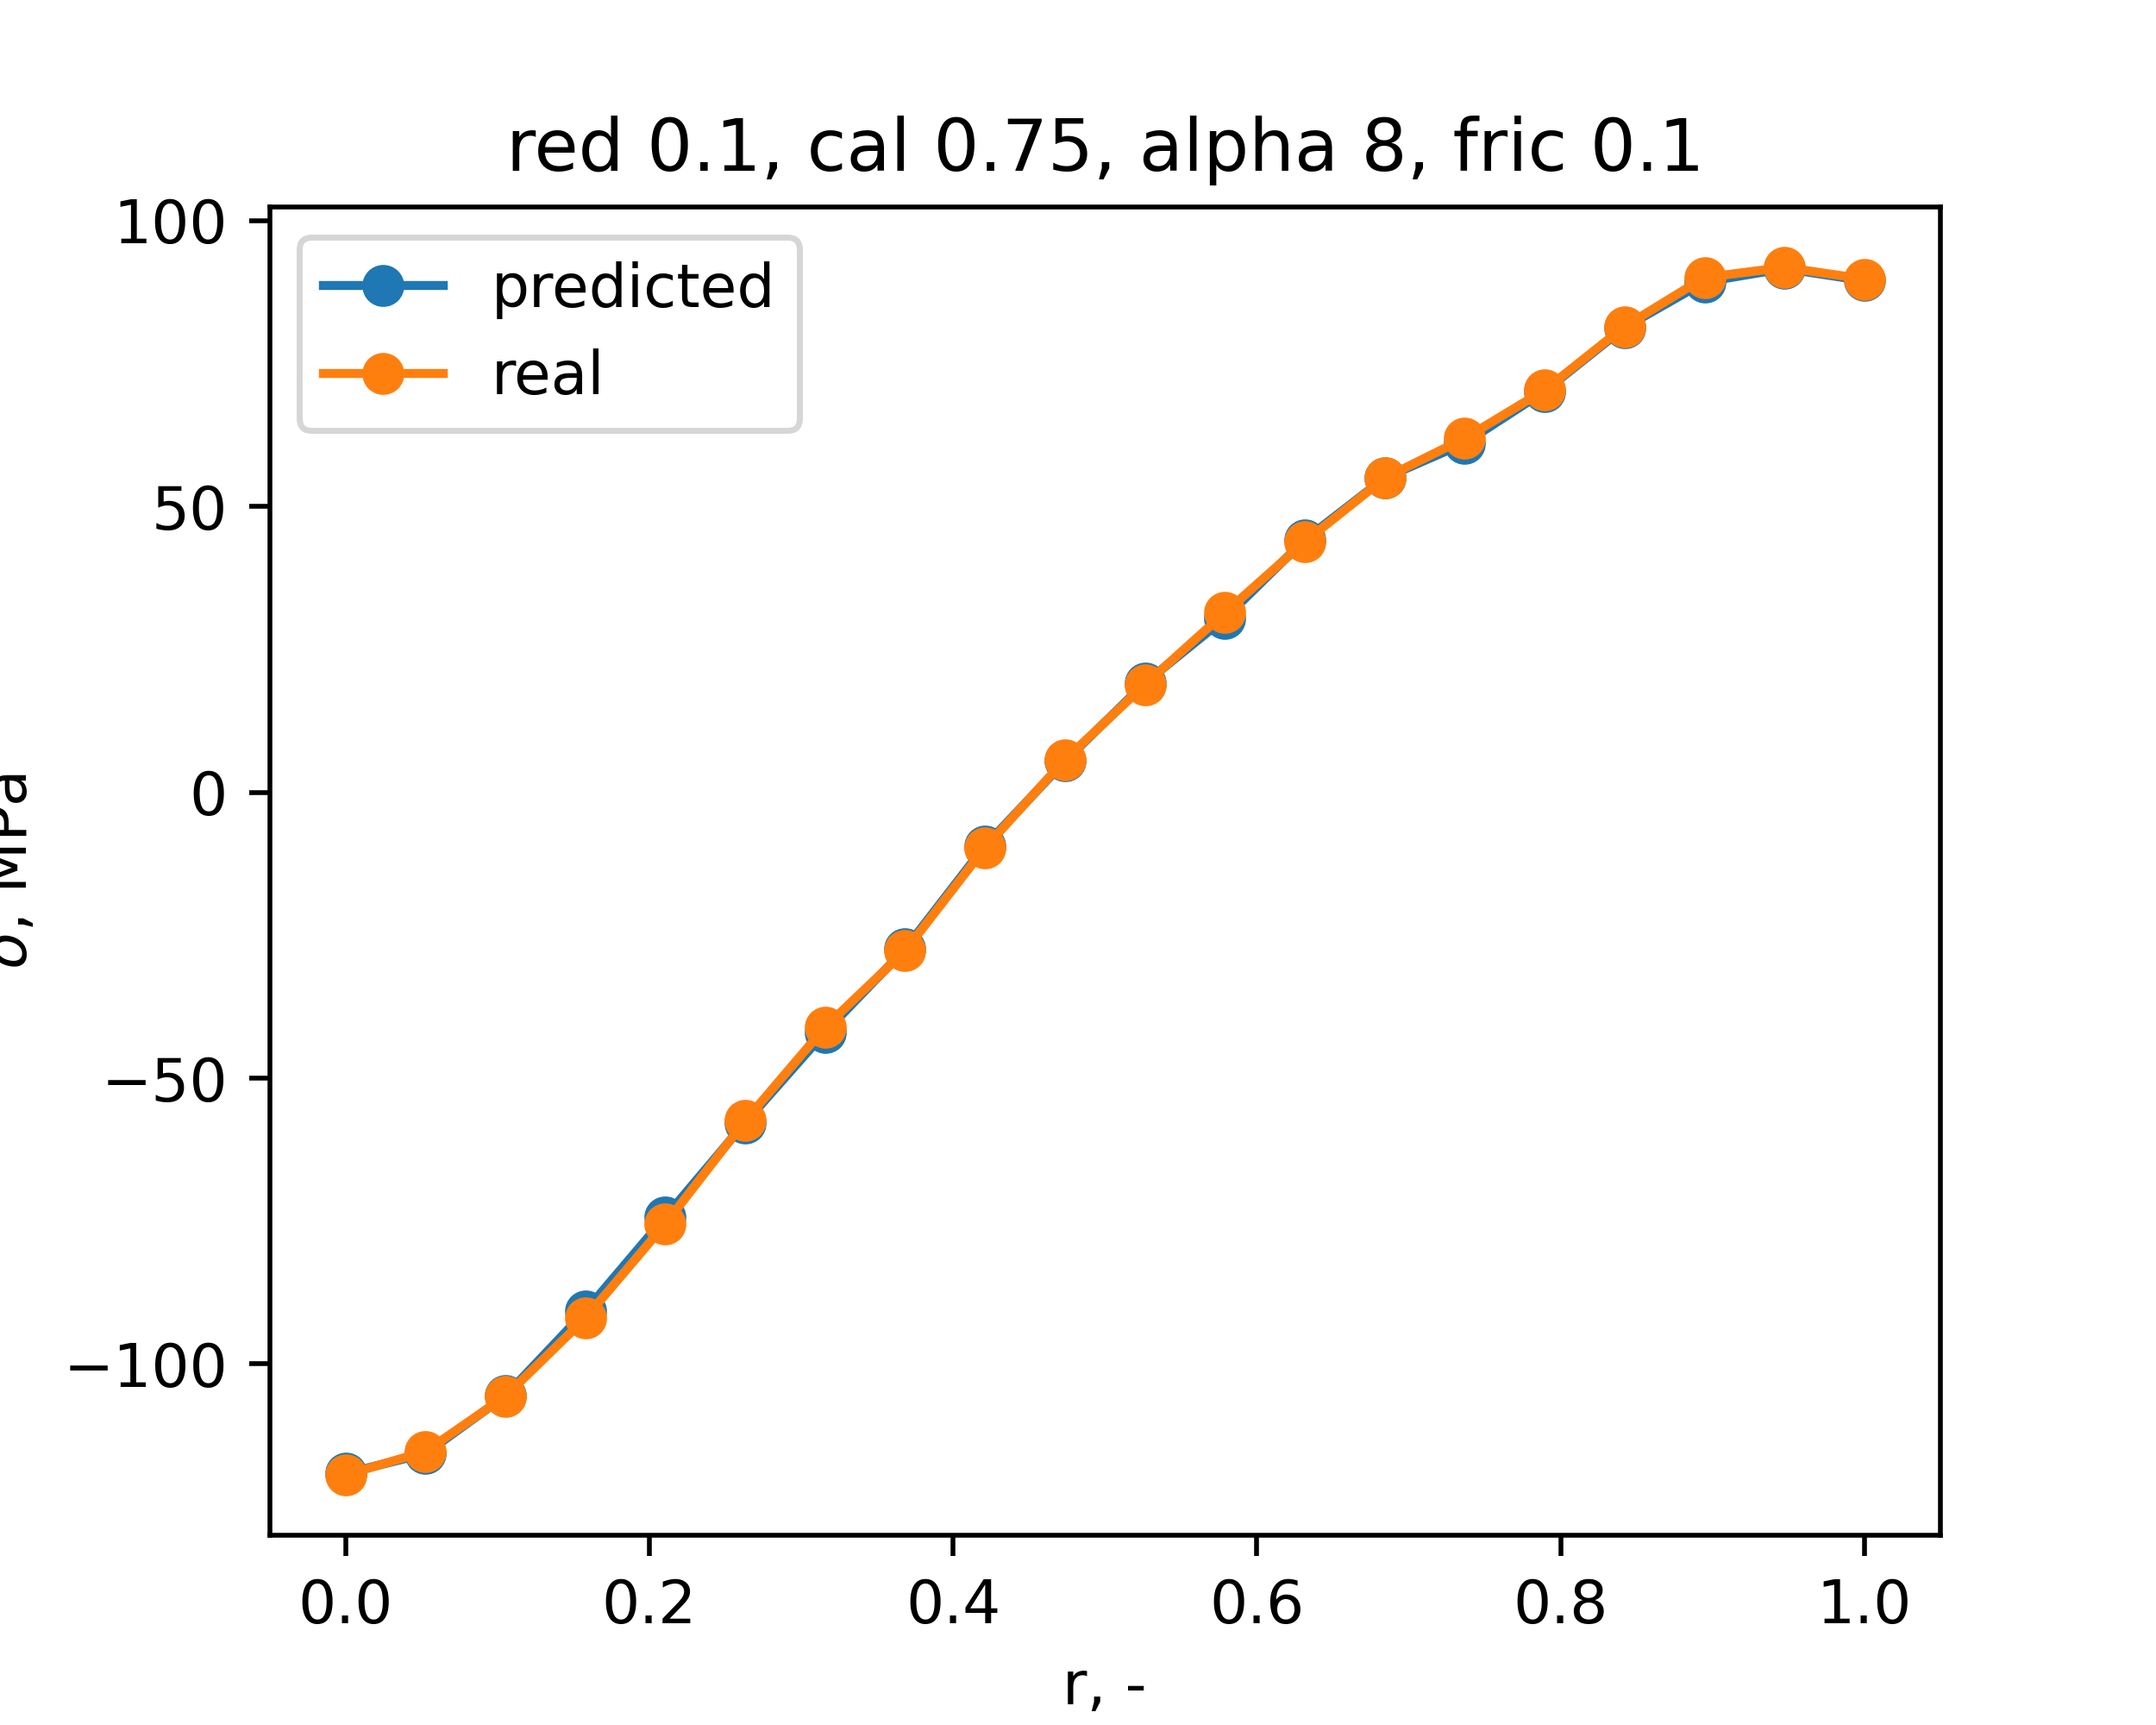 red 0.1, cal 0.75, alpha 8, fric 0.1
predicted
real
100
50
0
−50
−100
σ, MPa
0.0 0.2 0.4 0.6 0.8 1.0
r, -